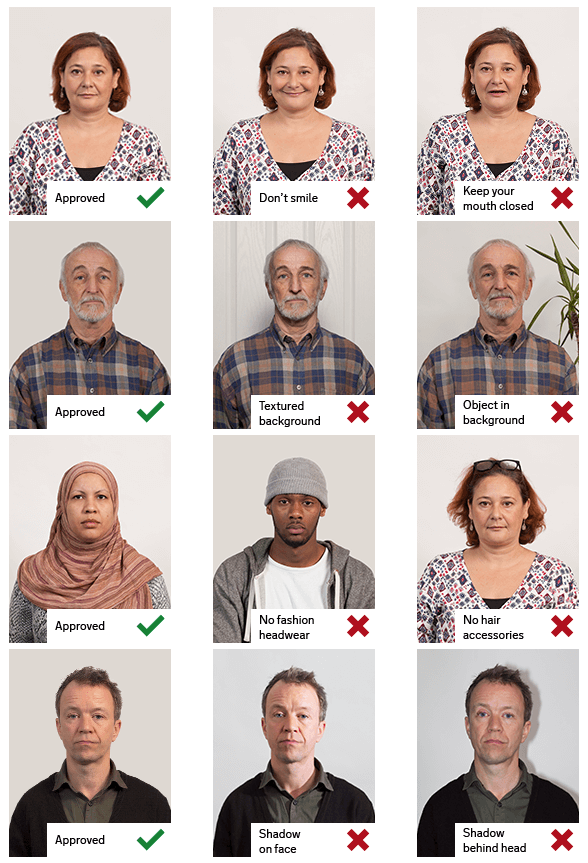 Approved
Don't smile
Keep your
mouth closed
Approved
Textured
background
Object in
background
Approved
No fashion
headwear
No hair
accessories
Approved
Shadow
on face
Shadow
behind head